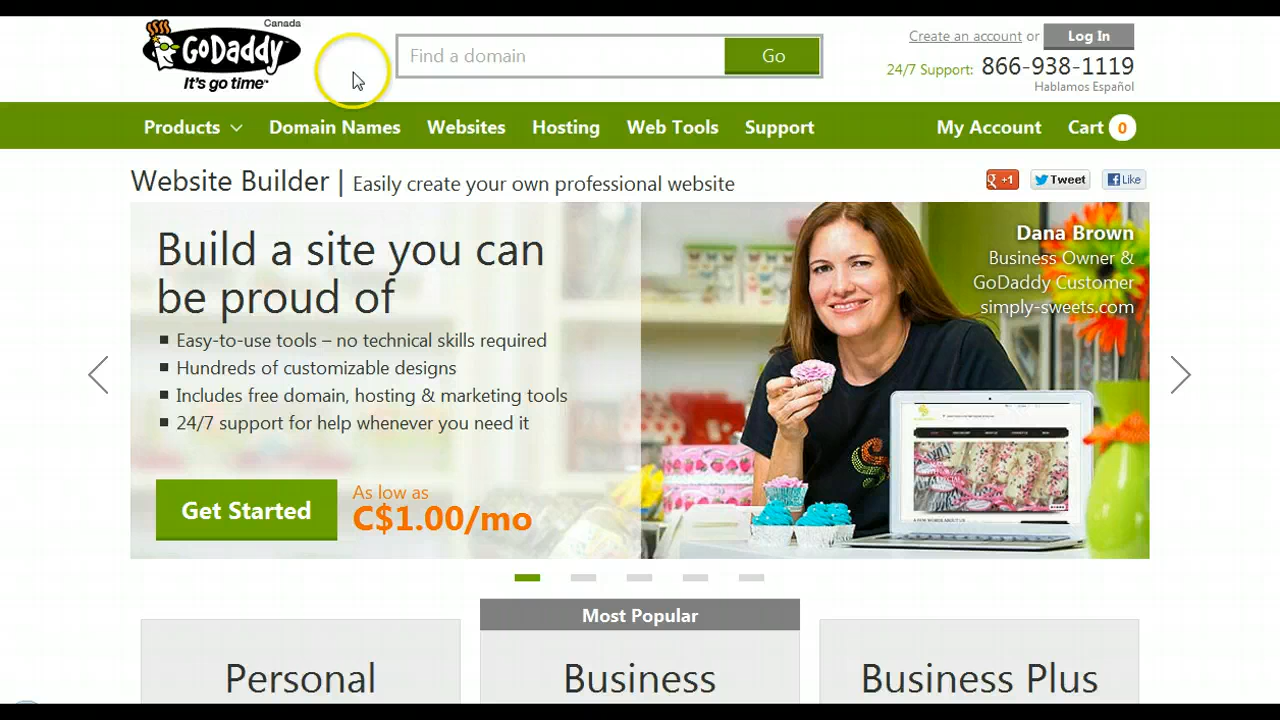 Canada
GoDaddy
It's go time™
Find a domain
Go
Create an account or
Log In
24/7 Support: 866-938-1119
Hablamos Español
Products
Domain Names
Websites
Hosting
Web Tools
Support
My Account
Cart 0
Website Builder | Easily create your own professional website
+1
Tweet
Like
Build a site you can
be proud of
Easy-to-use tools – no technical skills required
Hundreds of customizable designs
Includes free domain, hosting & marketing tools
24/7 support for help whenever you need it
Get Started
As low as
C$1.00/mo
Dana Brown
Business Owner &
GoDaddy Customer
simply-sweets.com
Most Popular
Personal
Business
Business Plus